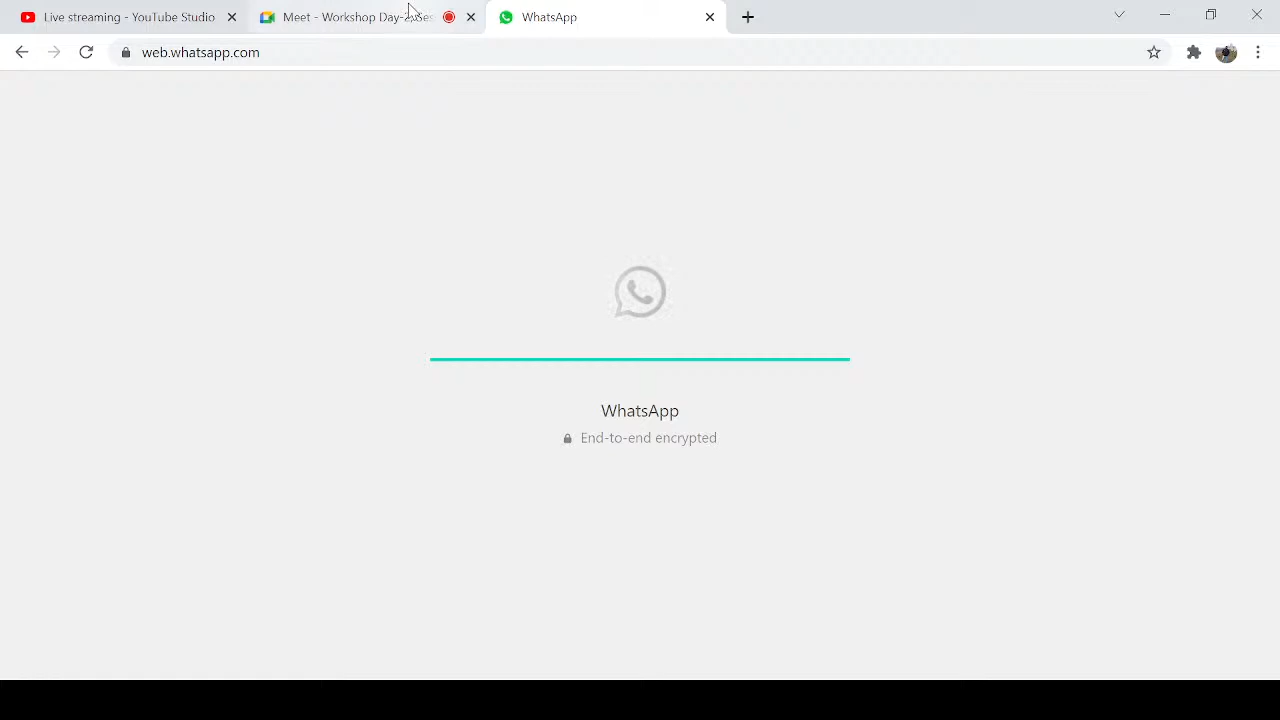 Live streaming - YouTube Studio
Meet - Workshop Day-
WhatsApp
web.whatsapp.com
WhatsApp
End-to-end encrypted